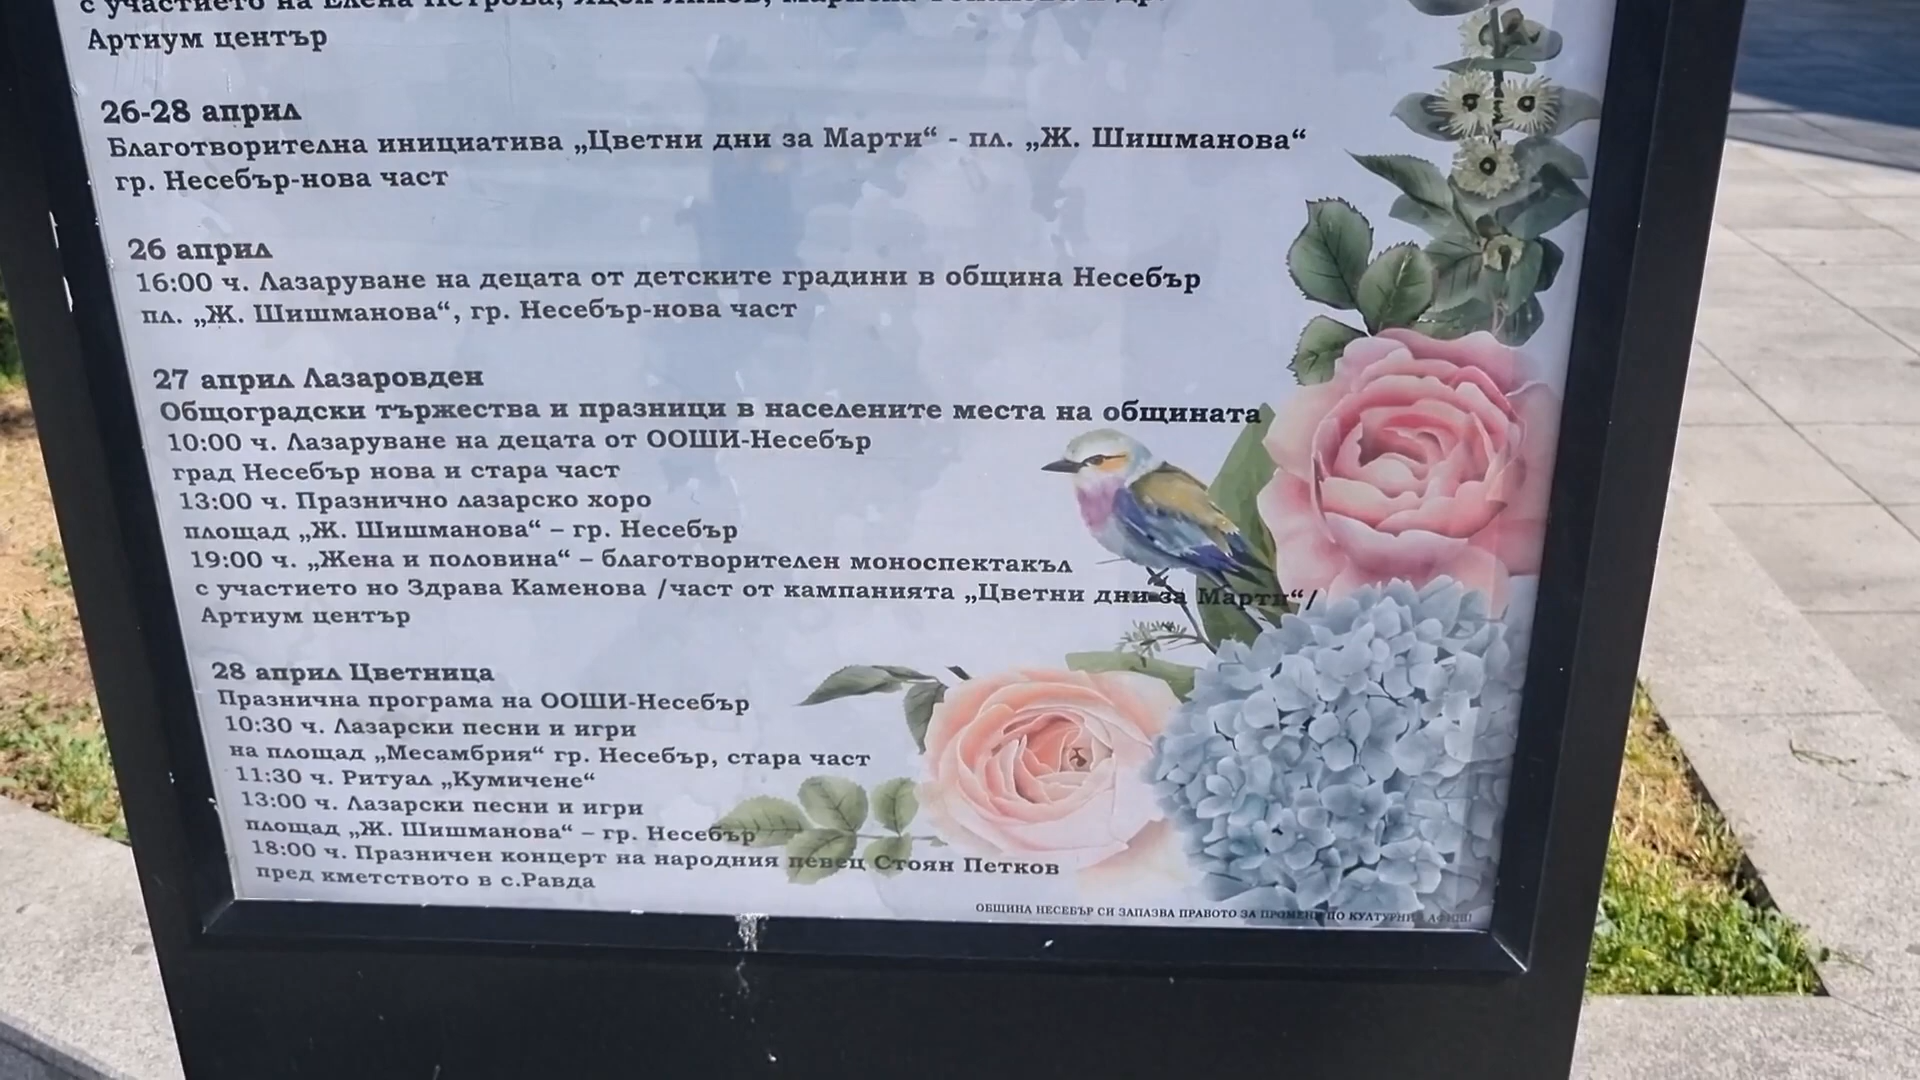 с участието на Елена Петрова,
Артиум център
26-28 април
Благотворителна инициатива „Цветни дни за Марти“ - пл. „Ж. Шишманова“
гр. Несебър-нова част
26 април
16:00 ч. Лазаруване на децата от детските градини в община Несебър
пл. „Ж. Шишманова“, гр. Несебър-нова част
27 април Лазаровден
Общоградски тържества и празници в населените места на общината
10:00 ч. Лазаруване на децата от ООШИ-Несебър
град Несебър нова и стара част
13:00 ч. Празнично лазарско хоро
площад „Ж. Шишманова“ – гр. Несебър
19:00 ч. „Жена и половина“ – благотворителен моноспектакъл
с участието но Здрава Каменова /част от кампанията „Цветни дни за Марти“/
Артиум център
28 април Цветница
Празнична програма на ООШИ-Несебър
10:30 ч. Лазарски песни и игри
на площад „Месамбрия“ гр. Несебър, стара част
11:30 ч. Ритуал „Кумичене“
13:00 ч. Лазарски песни и игри
площад „Ж. Шишманова“ – гр. Несебър
18:00 ч. Празничен концерт на народния певец Стоян Петков
пред кметството в с.Равда
ОБЩИНА НЕСЕБЪР СИ ЗАПАЗВА ПРАВОТО ЗА ПРОМЕНИ ПО КУЛТУРНИЯ АФИШ!